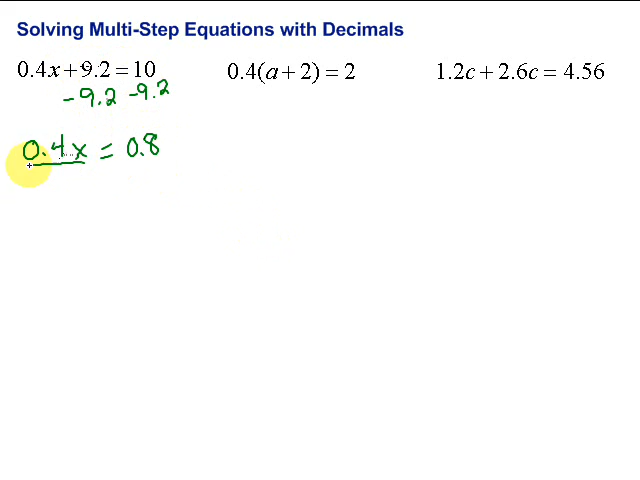 Solving Multi-Step Equations with Decimals
0.4x + 9.2 = 10
0.4(a + 2) = 2
1.2c + 2.6c = 4.56
-9.2 -9.2
0.4x = 0.8